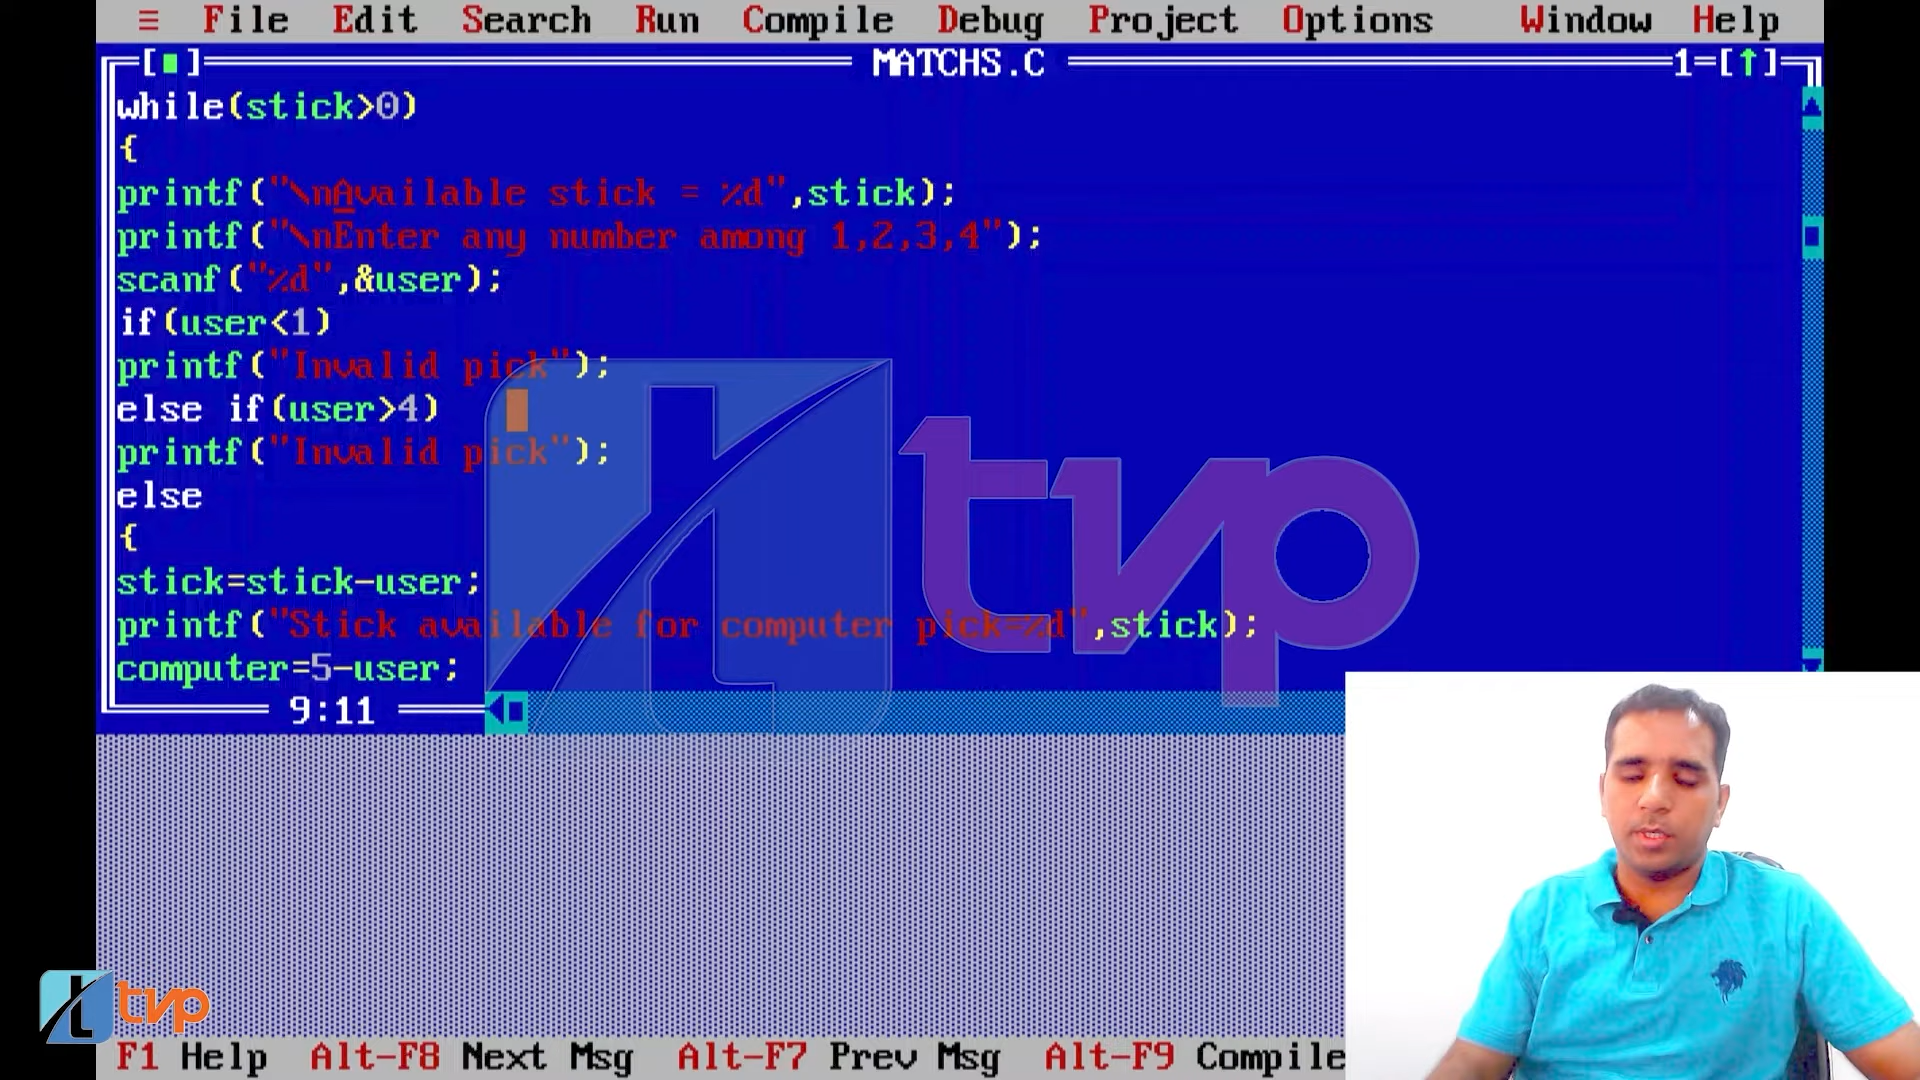 ≡ File Edit Search Run Compile Debug Project Options Window Help
[■] MATCHS.C 1=[↑]
while(stick>0)
{
printf("\nAvailable stick = %d",stick);
printf("\nEnter any number among 1,2,3,4");
scanf("%d",&user);
if(user<1)
printf("Invalid pick");
else if(user>4)
printf("Invalid pick");
else
{
stick=stick-user;
printf("Stick available for computer pick=%d",stick);
computer=5-user;
9:11
tvp
tvp
F1 Help Alt-F8 Next Msg Alt-F7 Prev Msg Alt-F9 Compile